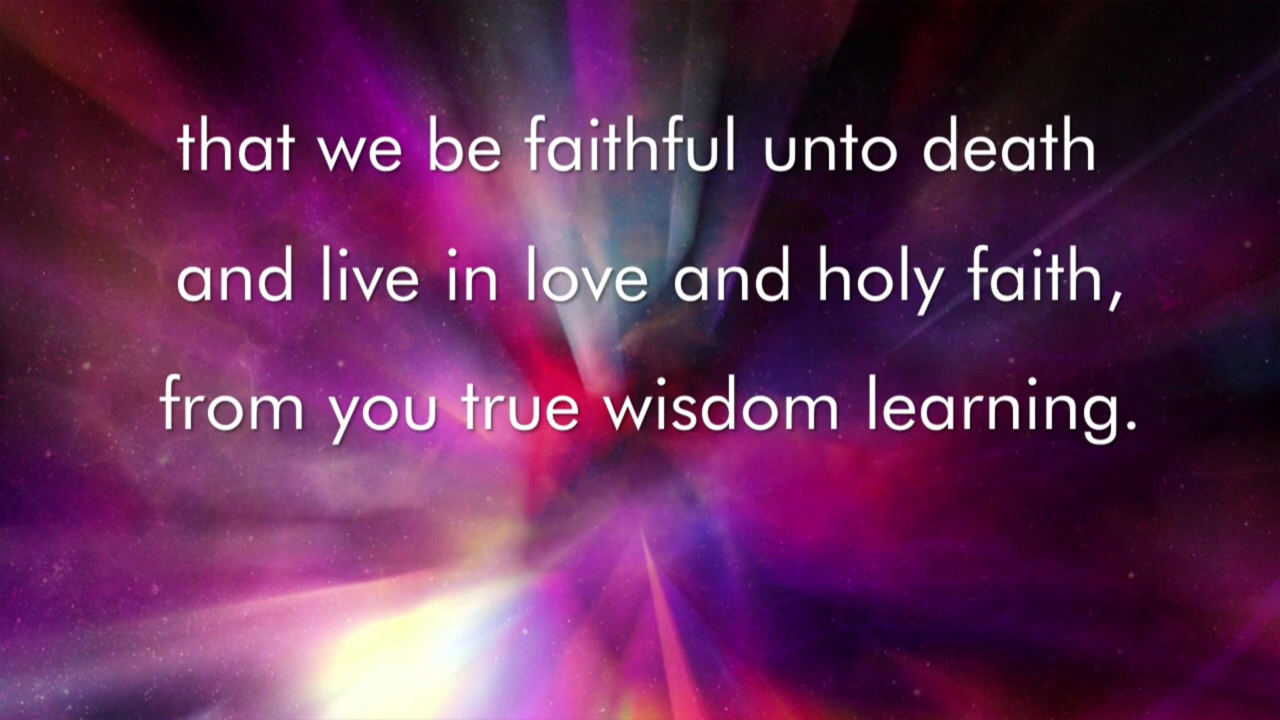 that we be faithful unto death
and live in love and holy faith,
from you true wisdom learning.